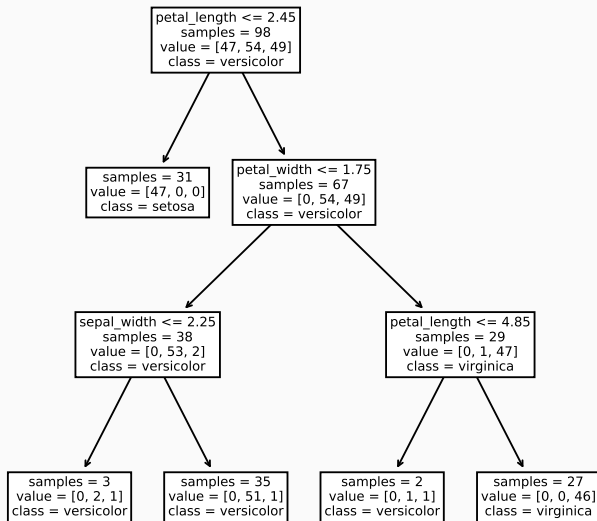 petal_length <= 2.45
samples = 98
value = [47, 54, 49]
class = versicolor
samples = 31
value = [47, 0, 0]
class = setosa
petal_width <= 1.75
samples = 67
value = [0, 54, 49]
class = versicolor
sepal_width <= 2.25
samples = 38
value = [0, 53, 2]
class = versicolor
petal_length <= 4.85
samples = 29
value = [0, 1, 47]
class = virginica
samples = 3
value = [0, 2, 1]
class = versicolor
samples = 35
value = [0, 51, 1]
class = versicolor
samples = 2
value = [0, 1, 1]
class = versicolor
samples = 27
value = [0, 0, 46]
class = virginica